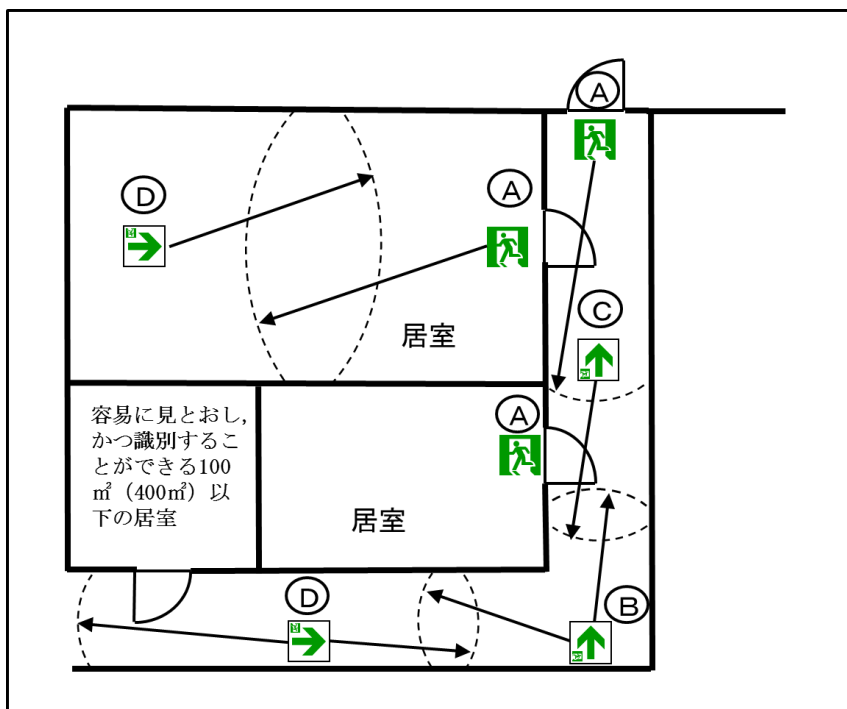 Ⓐ
Ⓓ
Ⓐ
Ⓒ
居室
容易に見とおし，
かつ識別するこ
とができる100
㎡（400㎡）以
下の居室
Ⓐ
居室
Ⓓ
Ⓑ